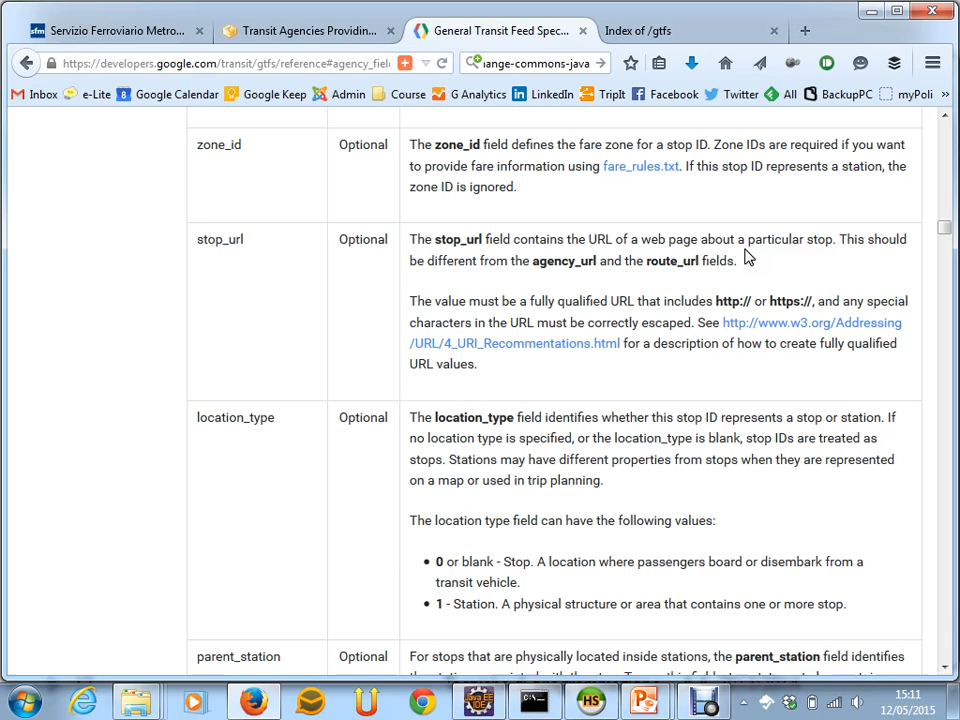 Servizio Ferroviario Metro...
Transit Agencies Providin...
General Transit Feed Spec...
Index of /gtfs
https://developers.google.com/transit/gtfs/reference#agency_fiel
iange-commons-java
Inbox
e-Lite
8 Google Calendar
Google Keep
Admin
Course
G Analytics
LinkedIn
TripIt
Facebook
Twitter
All
BackupPC
myPoli
»
zone_id
Optional
The zone_id field defines the fare zone for a stop ID. Zone IDs are required if you want
to provide fare information using fare_rules.txt. If this stop ID represents a station, the
zone ID is ignored.
stop_url
Optional
The stop_url field contains the URL of a web page about a particular stop. This should
be different from the agency_url and the route_url fields.
The value must be a fully qualified URL that includes http:// or https://, and any special
characters in the URL must be correctly escaped. See http://www.w3.org/Addressing
/URL/4_URI_Recommentations.html for a description of how to create fully qualified
URL values.
location_type
Optional
The location_type field identifies whether this stop ID represents a stop or station. If
no location type is specified, or the location_type is blank, stop IDs are treated as
stops. Stations may have different properties from stops when they are represented
on a map or used in trip planning.
The location type field can have the following values:
• 0 or blank - Stop. A location where passengers board or disembark from a
transit vehicle.
• 1 - Station. A physical structure or area that contains one or more stop.
parent_station
Optional
For stops that are physically located inside stations, the parent_station field identifies
15:11
12/05/2015